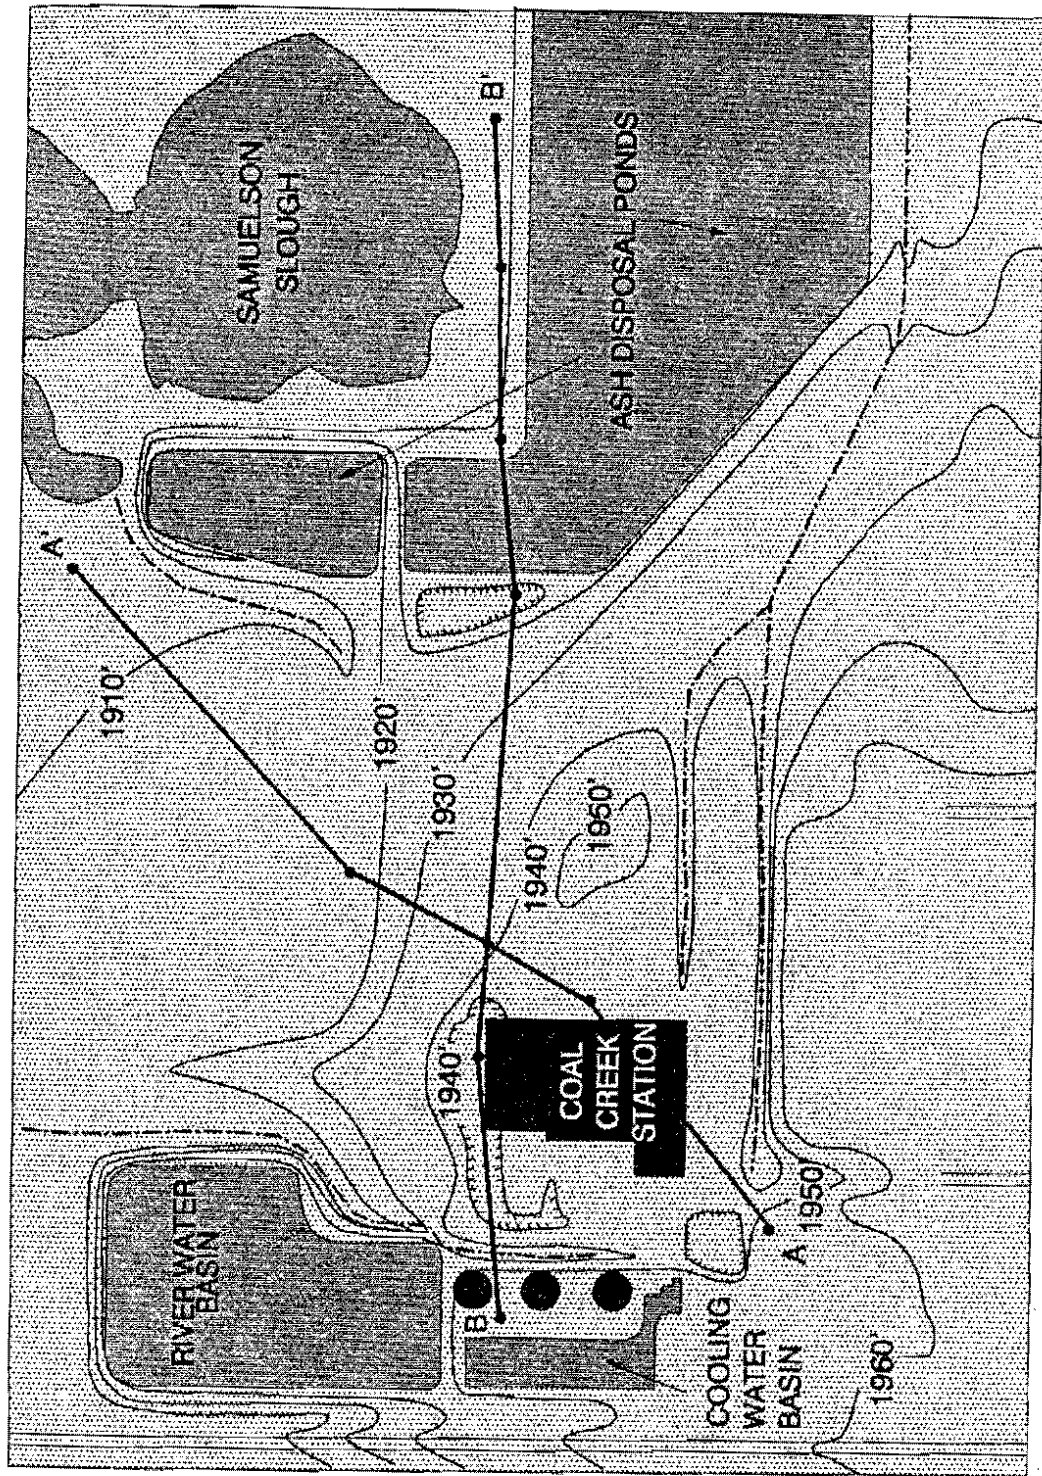 SAMUELSON
SLOUGH
B'
ASH DISPOSAL PONDS
A'
1910'
1920'
1930'
1940'
1950'
1940'
COAL
CREEK
STATION
RIVER WATER
BASIN
B
A
1950'
COOLING
WATER
BASIN
1960'